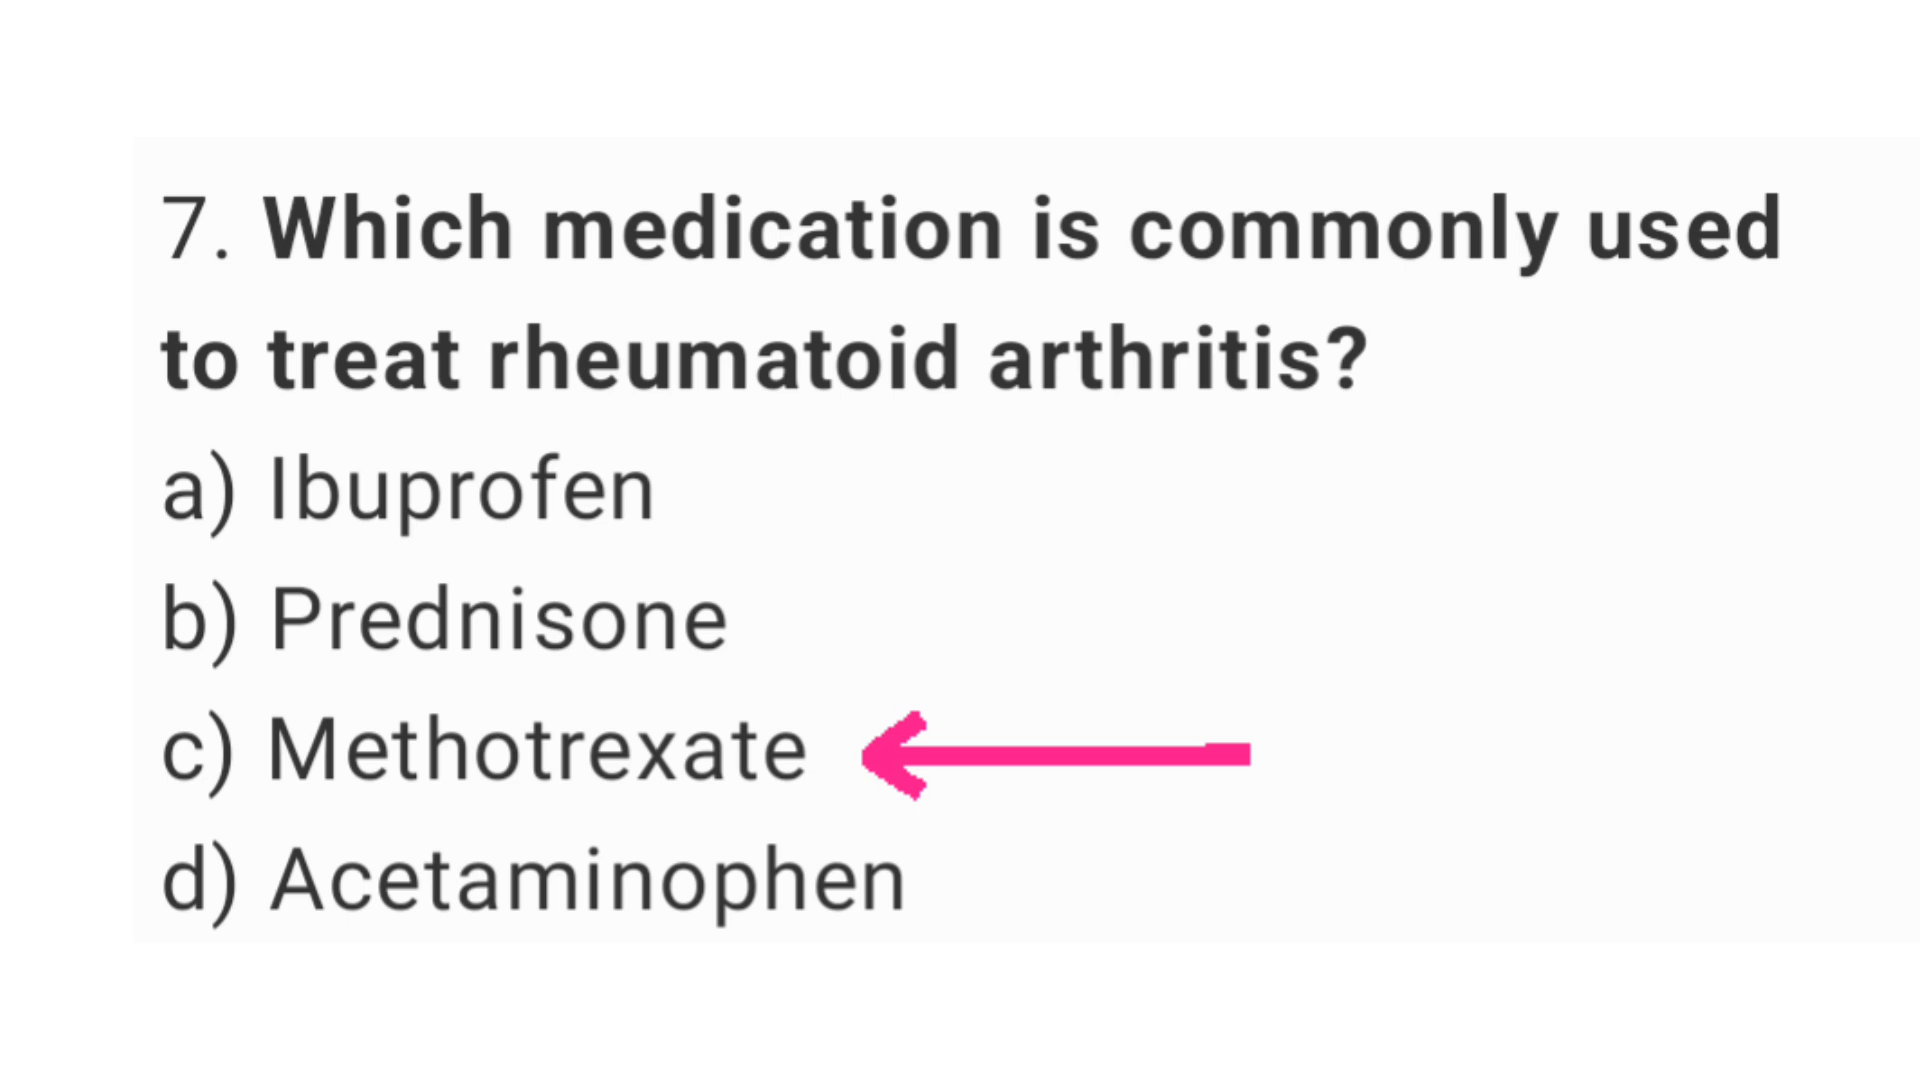 7. Which medication is commonly used
to treat rheumatoid arthritis?
a) Ibuprofen
b) Prednisone
c) Methotrexate
d) Acetaminophen